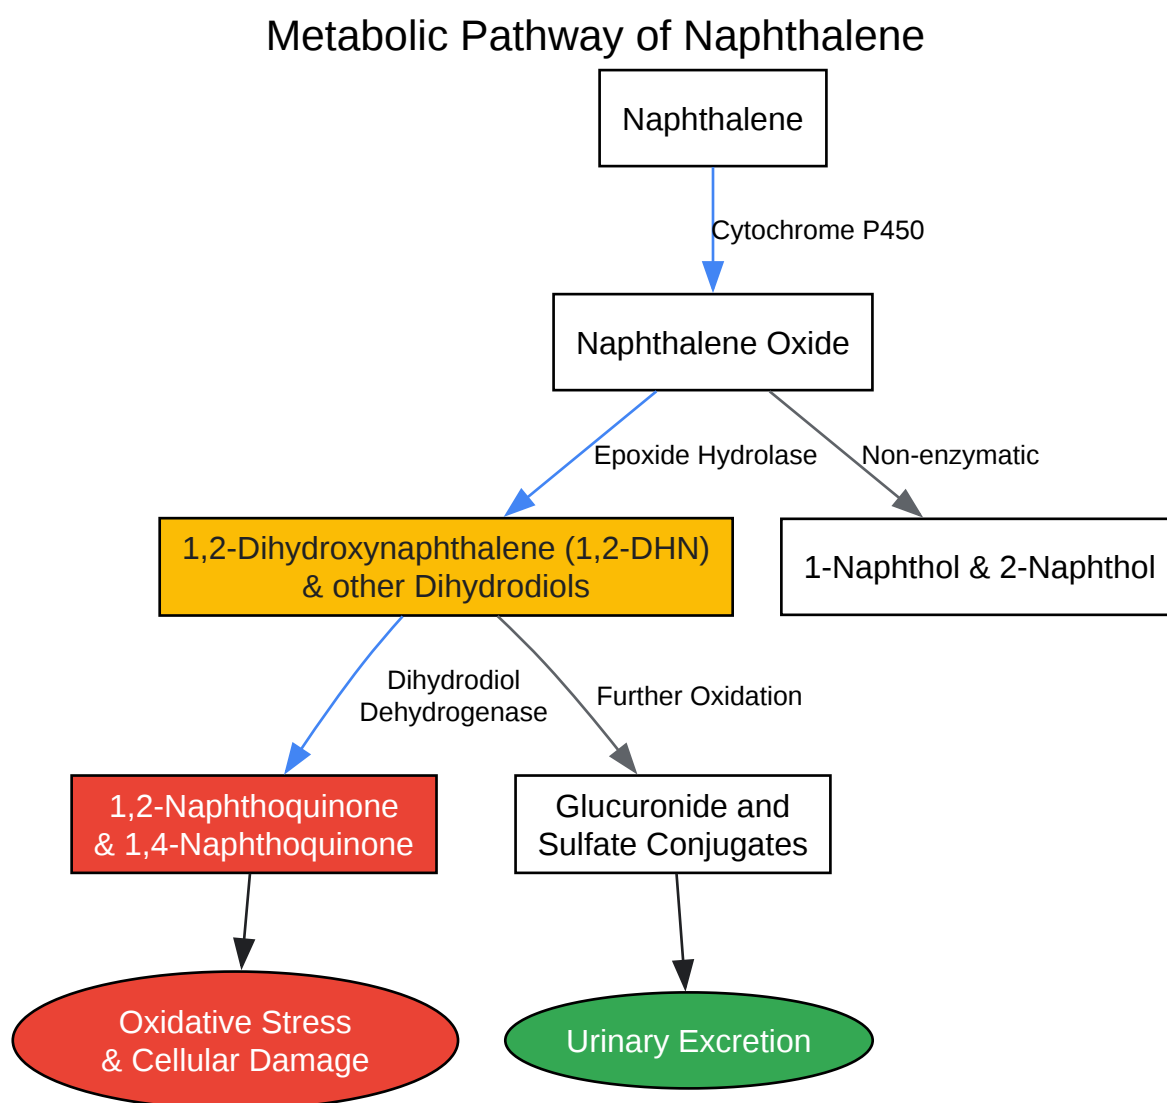 Metabolic Pathway of Naphthalene
Naphthalene
Cytochrome P450
Naphthalene Oxide
Epoxide Hydrolase
Non-enzymatic
1,2-Dihydroxynaphthalene (1,2-DHN)
& other Dihydrodiols
1-Naphthol & 2-Naphthol
Dihydrodiol
Dehydrogenase
Further Oxidation
1,2-Naphthoquinone
& 1,4-Naphthoquinone
Glucuronide and
Sulfate Conjugates
Oxidative Stress
& Cellular Damage
Urinary Excretion